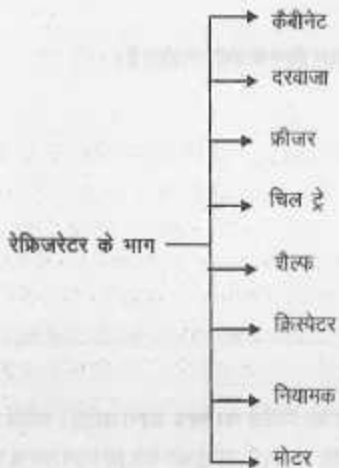 कैबीनेट
दरवाजा
फ्रीजर
चिल ट्रे
रेफ्रिजरेटर के भाग
शैल्फ
क्रिस्पेटर
नियामक
मोटर